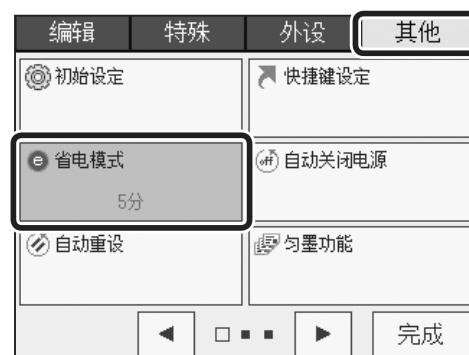 编辑 特殊 外设 其他
初始设定 快捷键设定
省电模式 自动关闭电源
5分
自动重设 匀墨功能
完成